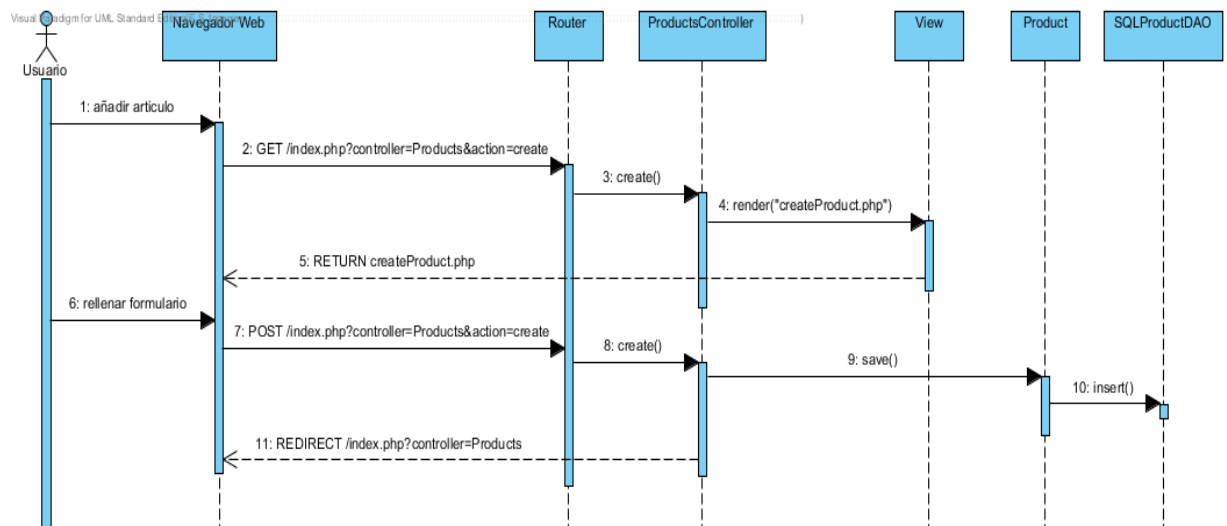 Visual Paradigm for UML Standard Edition
Navegador Web
Router
ProductsController
View
Product
SQLProductDAO
Usuario
1: añadir articulo
2: GET /index.php?controller=Products&action=create
3: create()
4: render("createProduct.php")
5: RETURN createProduct.php
6: rellenar formulario
7: POST /index.php?controller=Products&action=create
8: create()
9: save()
10: insert()
11: REDIRECT /index.php?controller=Products